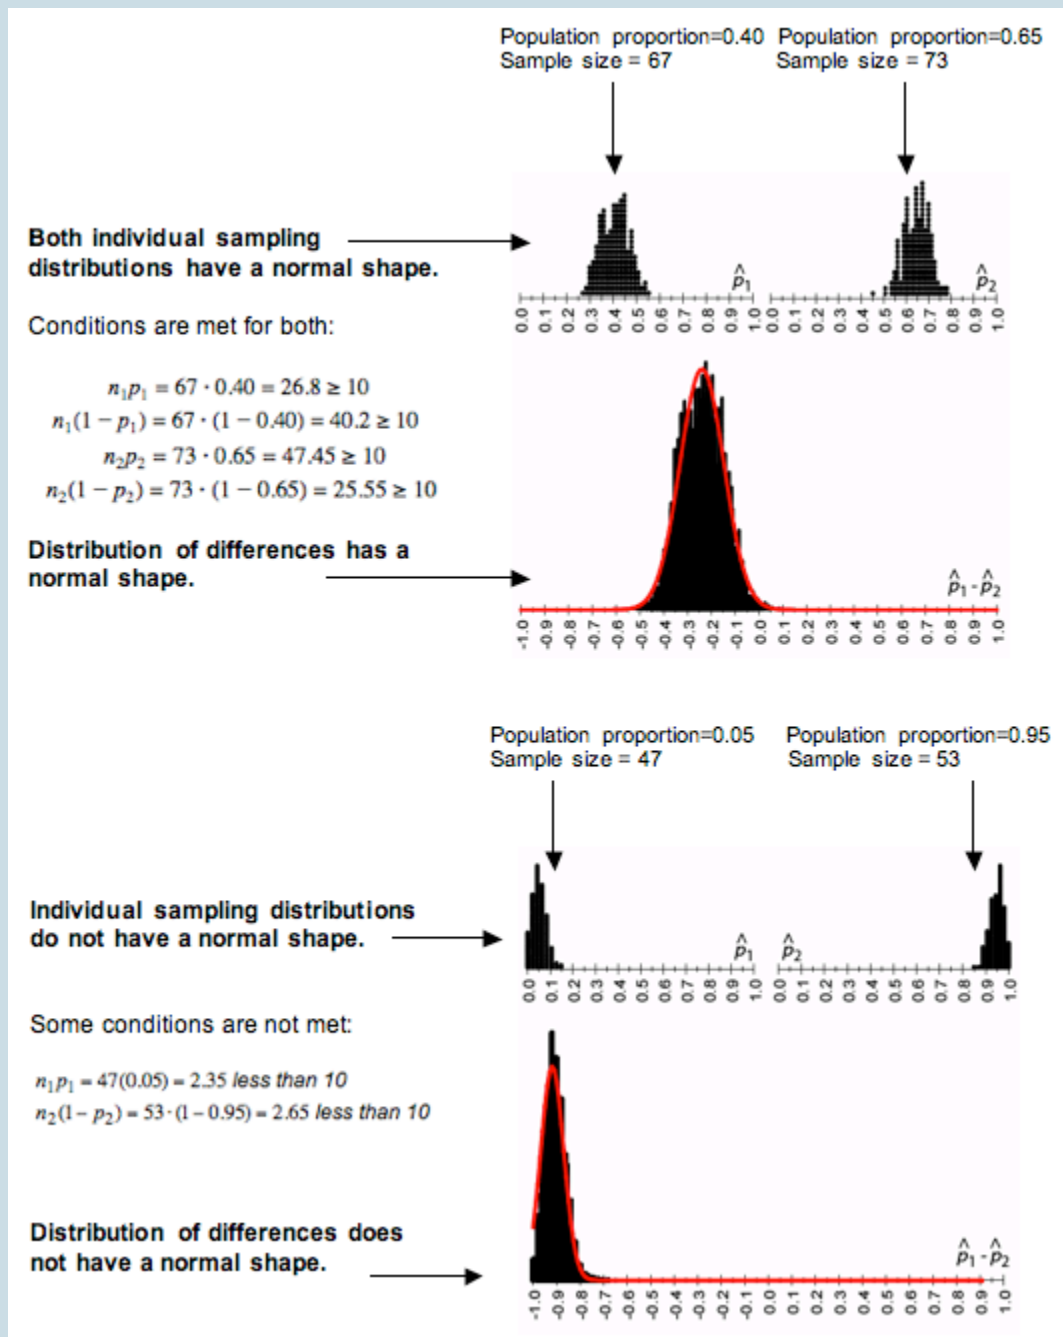 Population proportion=0.40 Population proportion=0.65
Sample size = 67 Sample size = 73
Both individual sampling
distributions have a normal shape.
p̂₁ p̂₂
0.0 0.1 0.2 0.3 0.4 0.5 0.6 0.7 0.8 0.9 1.0 0.0 0.1 0.2 0.3 0.4 0.5 0.6 0.7 0.8 0.9 1.0
Conditions are met for both:
n₁p₁ = 67 · 0.40 = 26.8 ≥ 10
n₁(1 − p₁) = 67 · (1 − 0.40) = 40.2 ≥ 10
n₂p₂ = 73 · 0.65 = 47.45 ≥ 10
n₂(1 − p₂) = 73 · (1 − 0.65) = 25.55 ≥ 10
Distribution of differences has a
normal shape.
p̂₁ - p̂₂
-1.0 -0.9 -0.8 -0.7 -0.6 -0.5 -0.4 -0.3 -0.2 -0.1 0.0 0.1 0.2 0.3 0.4 0.5 0.6 0.7 0.8 0.9 1.0
Population proportion=0.05 Population proportion=0.95
Sample size = 47 Sample size = 53
Individual sampling distributions
do not have a normal shape.
p̂₁ p̂₂
0.0 0.1 0.2 0.3 0.4 0.5 0.6 0.7 0.8 0.9 1.0 0.0 0.1 0.2 0.3 0.4 0.5 0.6 0.7 0.8 0.9 1.0
Some conditions are not met:
n₁p₁ = 47(0.05) = 2.35 less than 10
n₂(1 − p₂) = 53 · (1 − 0.95) = 2.65 less than 10
Distribution of differences does
not have a normal shape.
p̂₁ - p̂₂
-1.0 -0.9 -0.8 -0.7 -0.6 -0.5 -0.4 -0.3 -0.2 -0.1 0.0 0.1 0.2 0.3 0.4 0.5 0.6 0.7 0.8 0.9 1.0